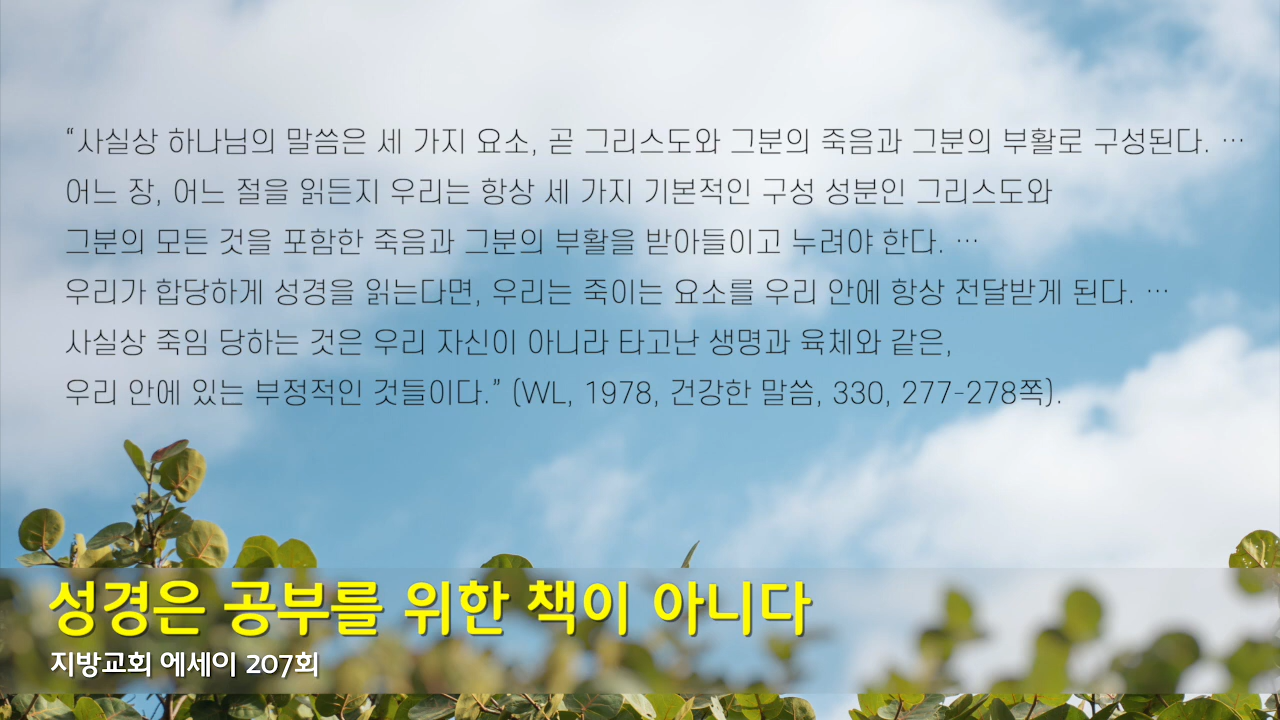 “사실상 하나님의 말씀은 세 가지 요소, 곧 그리스도와 그분의 죽음과 그분의 부활로 구성된다. …
어느 장, 어느 절을 읽든지 우리는 항상 세 가지 기본적인 구성 성분인 그리스도와
그분의 모든 것을 포함한 죽음과 그분의 부활을 받아들이고 누려야 한다. …
우리가 합당하게 성경을 읽는다면, 우리는 죽이는 요소를 우리 안에 항상 전달받게 된다. …
사실상 죽임 당하는 것은 우리 자신이 아니라 타고난 생명과 육체와 같은,
우리 안에 있는 부정적인 것들이다.” (WL, 1978, 건강한 말씀, 330, 277-278쪽).
성경은 공부를 위한 책이 아니다
지방교회 에세이 207회